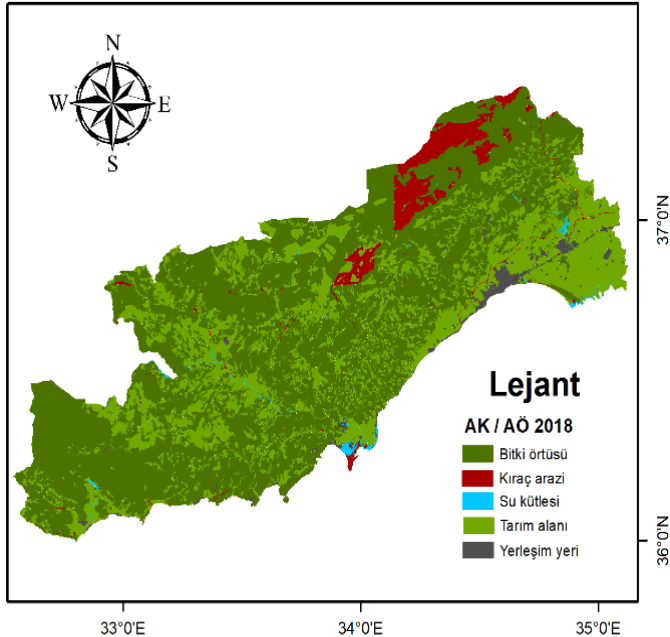 N
W E
S
37°0'N
Lejant
AK / AÖ 2018
Bitki örtüsü
Kıraç arazi
Su kütlesi
Tarım alanı
Yerleşim yeri
36°0'N
33°0'E 34°0'E 35°0'E